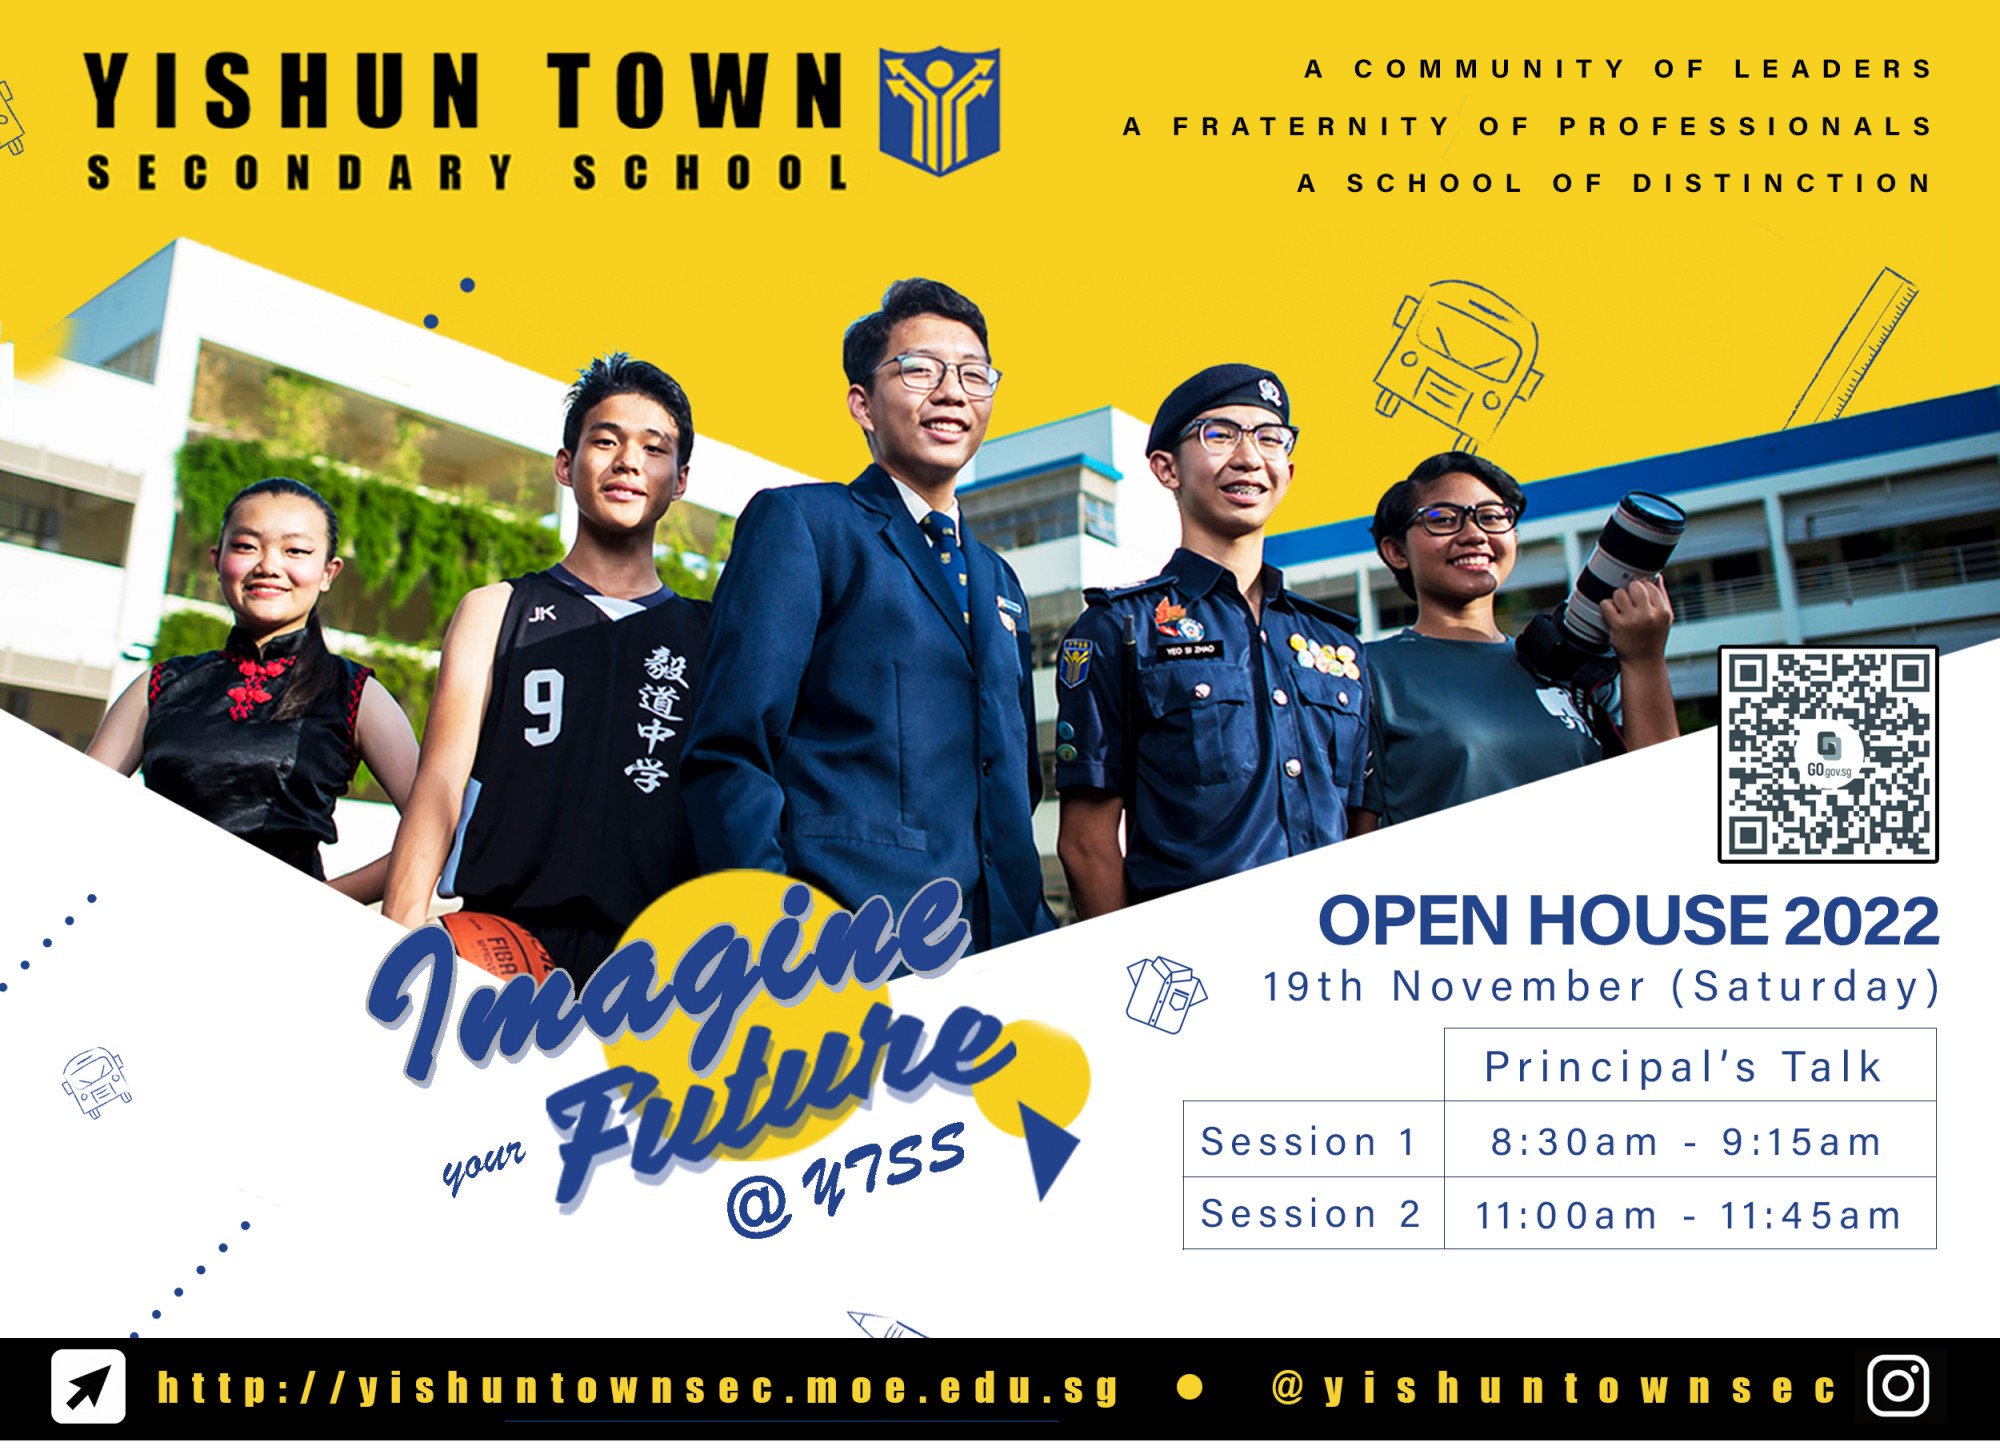 YISHUN TOWN
SECONDARY SCHOOL
A COMMUNITY OF LEADERS
A FRATERNITY OF PROFESSIONALS
A SCHOOL OF DISTINCTION
JK
9
毅道中学
YTSS
YEO SI ZHAO
GO.gov.sg
FIBA
Imagine
your Future
@ YTSS
OPEN HOUSE 2022
19th November (Saturday)
Principal's Talk
Session 1 8:30am - 9:15am
Session 2 11:00am - 11:45am
http://yishuntownsec.moe.edu.sg
@yishuntownsec